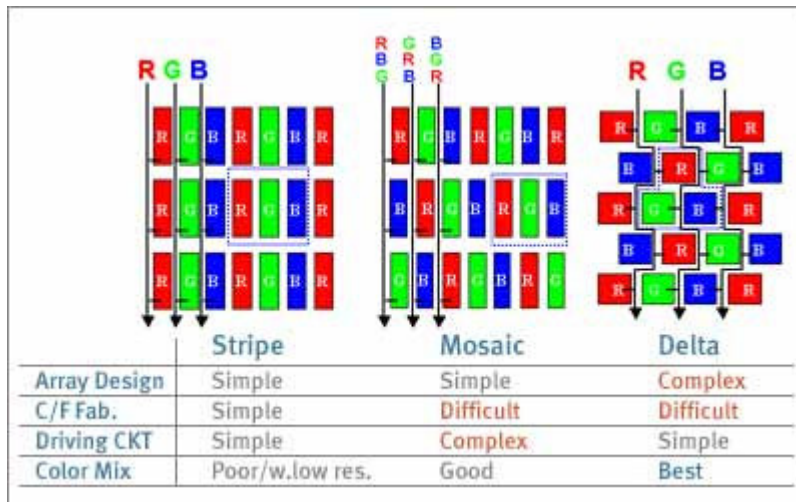 R G B
R G B R G B R
R G B R G B R
R G B R G B R
R G B
B R G
G B R
R G B R G B R
B R G B R G B
G B R G B R G
R G B
R G B R
B R G B
R G B R
B R G B
R G B R
Stripe Mosaic Delta
Array Design Simple Simple Complex
C/F Fab. Simple Difficult Difficult
Driving CKT Simple Complex Simple
Color Mix Poor/w.low res. Good Best